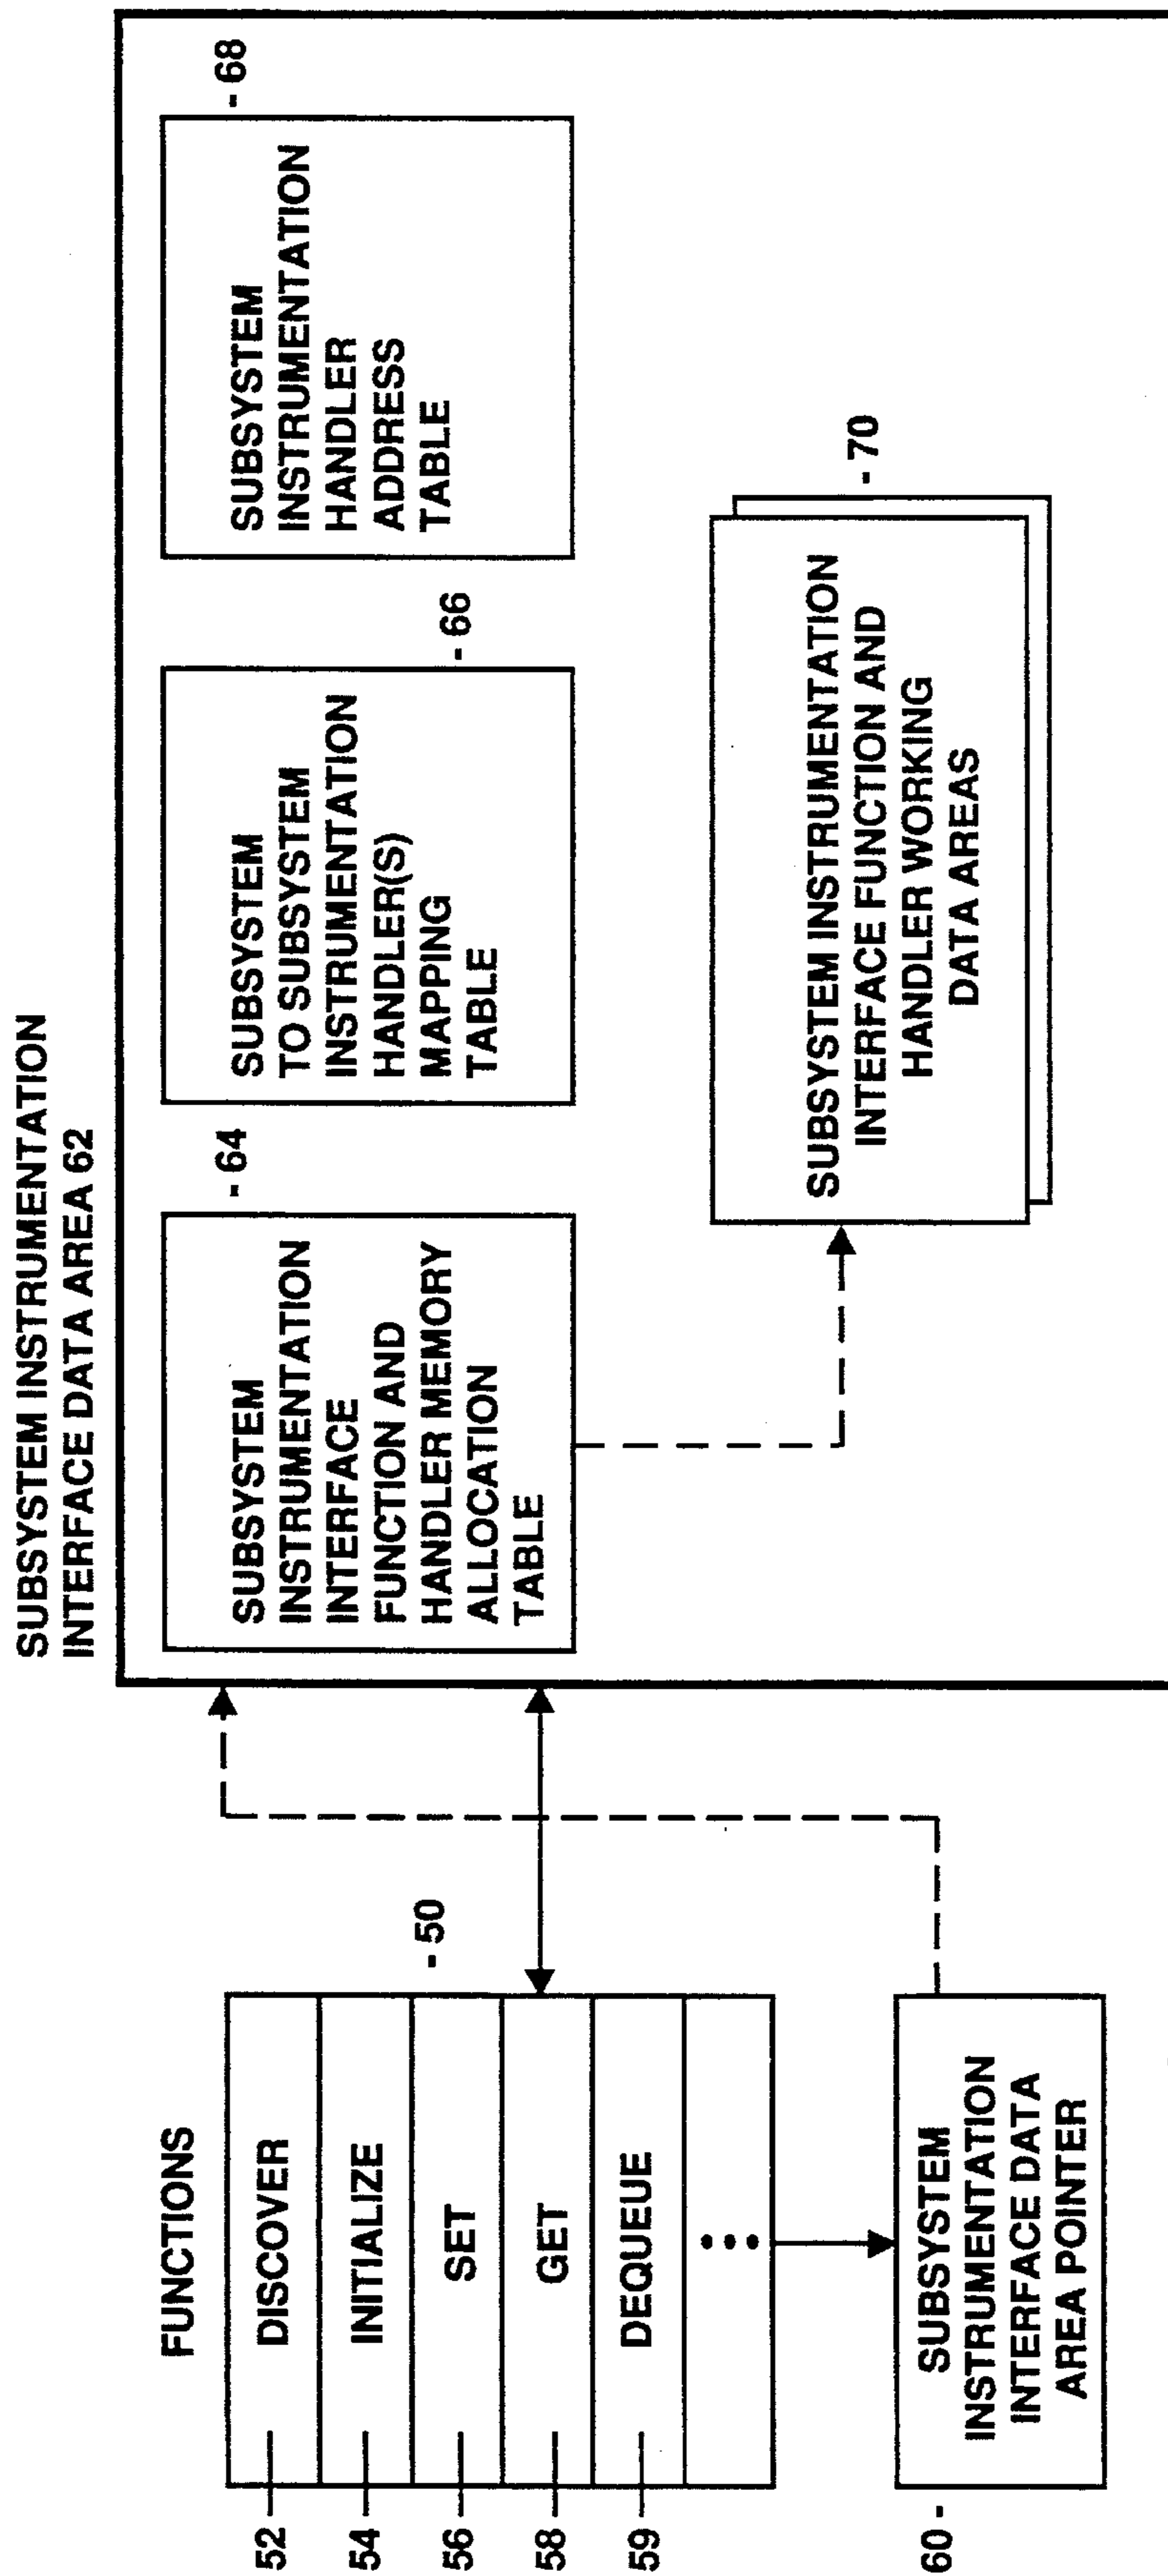 SUBSYSTEM INSTRUMENTATION
INTERFACE DATA AREA 62
FUNCTIONS
52
DISCOVER
54
INITIALIZE
- 50
56
SET
58
GET
59
DEQUEUE
•••
60 -
SUBSYSTEM
INSTRUMENTATION
INTERFACE DATA
AREA POINTER
- 64
SUBSYSTEM
INSTRUMENTATION
INTERFACE
FUNCTION AND
HANDLER MEMORY
ALLOCATION
TABLE
- 66
SUBSYSTEM
TO SUBSYSTEM
INSTRUMENTATION
HANDLER(S)
MAPPING
TABLE
- 68
SUBSYSTEM
INSTRUMENTATION
HANDLER
ADDRESS
TABLE
- 70
SUBSYSTEM INSTRUMENTATION
INTERFACE FUNCTION AND
HANDLER WORKING
DATA AREAS